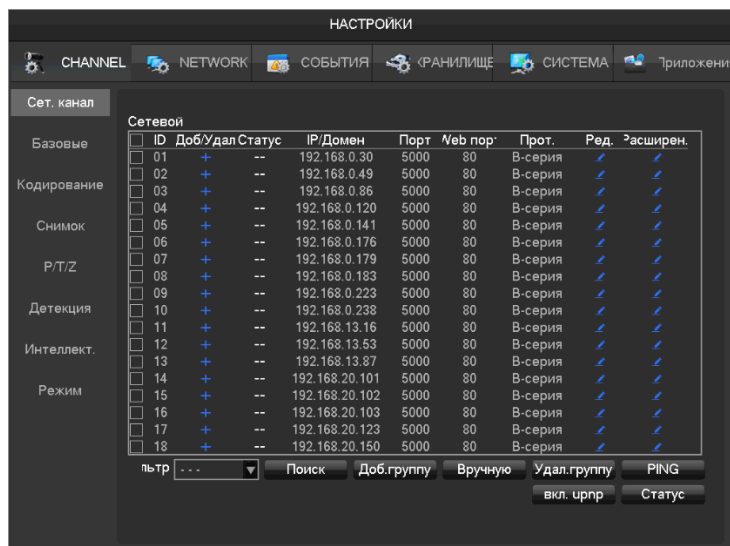 НАСТРОЙКИ
CHANNEL NETWORK СОБЫТИЯ ХРАНИЛИЩЕ СИСТЕМА Приложени
Сет. канал
Базовые
Кодирование
Снимок
P/T/Z
Детекция
Интеллект.
Режим
Сетевой
ID Доб/Удал Статус IP/Домен Порт Web порт Прот. Ред. Расширен.
01 + -- 192.168.0.30 5000 80 В-серия
02 + -- 192.168.0.49 5000 80 В-серия
03 + -- 192.168.0.86 5000 80 В-серия
04 + -- 192.168.0.120 5000 80 В-серия
05 + -- 192.168.0.141 5000 80 В-серия
06 + -- 192.168.0.176 5000 80 В-серия
07 + -- 192.168.0.179 5000 80 В-серия
08 + -- 192.168.0.183 5000 80 В-серия
09 + -- 192.168.0.223 5000 80 В-серия
10 + -- 192.168.0.238 5000 80 В-серия
11 + -- 192.168.13.16 5000 80 В-серия
12 + -- 192.168.13.53 5000 80 В-серия
13 + -- 192.168.13.87 5000 80 В-серия
14 + -- 192.168.20.101 5000 80 В-серия
15 + -- 192.168.20.102 5000 80 В-серия
16 + -- 192.168.20.103 5000 80 В-серия
17 + -- 192.168.20.123 5000 80 В-серия
18 + -- 192.168.20.150 5000 80 В-серия
льтр - - - Поиск Доб.группу Вручную Удал.группу PING
вкл. upnp Статус